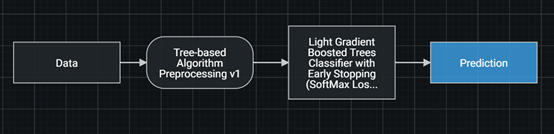 Data
Tree-based
Algorithm
Preprocessing v1
Light Gradient
Boosted Trees
Classifier with
Early Stopping
(SoftMax Los...
Prediction